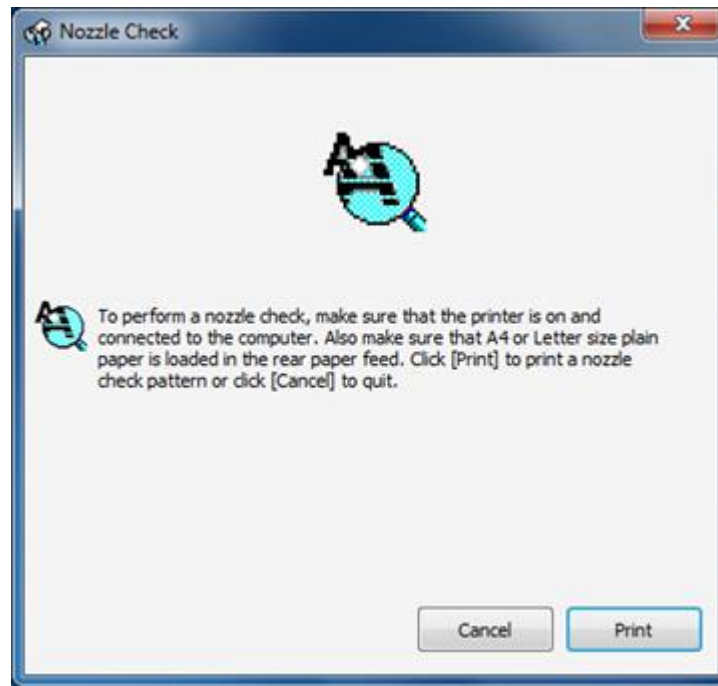 Nozzle Check
To perform a nozzle check, make sure that the printer is on and
connected to the computer. Also make sure that A4 or Letter size plain
paper is loaded in the rear paper feed. Click [Print] to print a nozzle
check pattern or click [Cancel] to quit.
Cancel Print